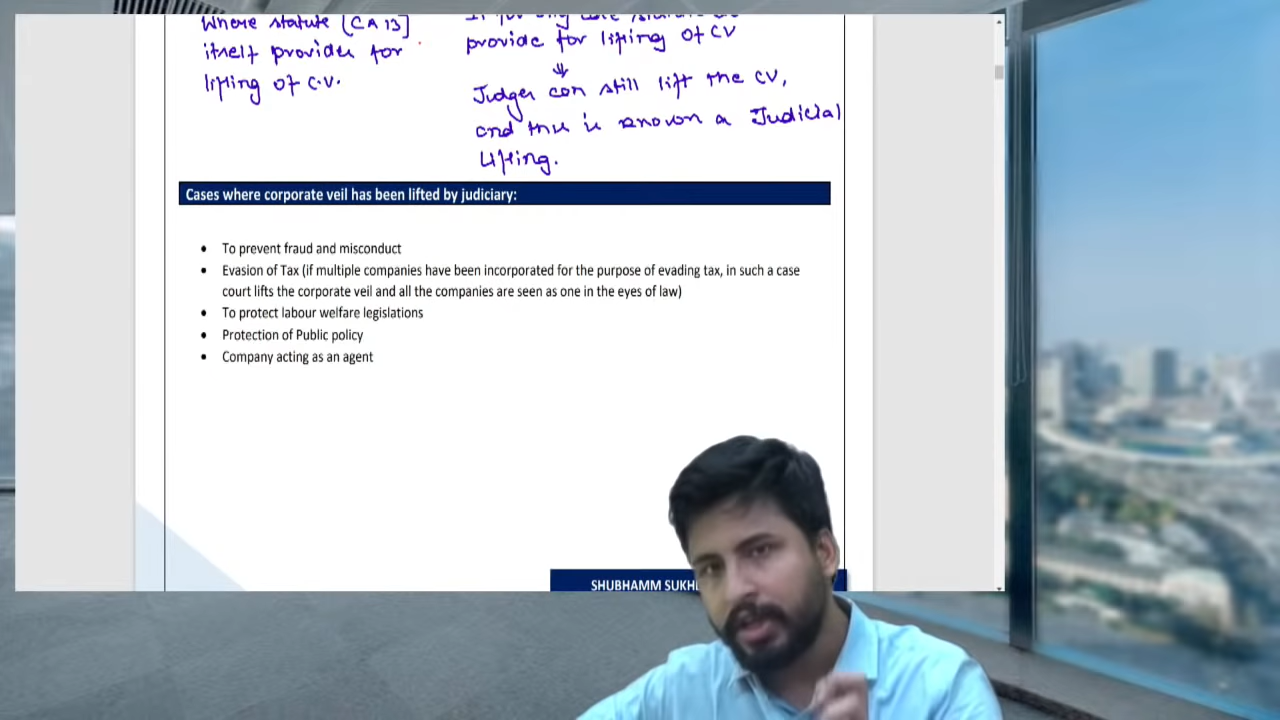 Where statute [CA 13]
itself provides for
lifting of C.V.
provide for lifting of CV
Judges can still lift the CV,
and this is known a Judicial
Lifting.
Cases where corporate veil has been lifted by judiciary:
• To prevent fraud and misconduct
• Evasion of Tax (if multiple companies have been incorporated for the purpose of evading tax, in such a case
court lifts the corporate veil and all the companies are seen as one in the eyes of law)
• To protect labour welfare legislations
• Protection of Public policy
• Company acting as an agent
SHUBHAMM